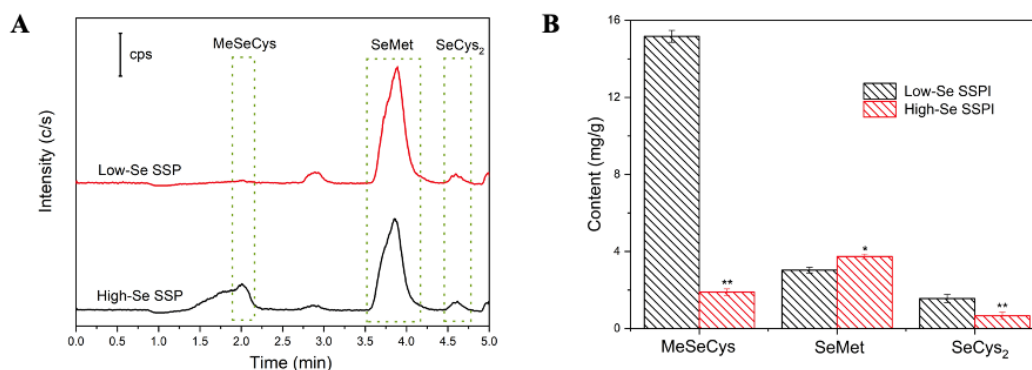 A
cps
MeSeCys
SeMet
SeCys₂
Low-Se SSP
High-Se SSP
Intensity (c/s)
0.0 0.5 1.0 1.5 2.0 2.5 3.0 3.5 4.0 4.5 5.0
Time (min)
B
16
12
8
4
0
Content (mg/g)
Low-Se SSPI
High-Se SSPI
**
*
**
MeSeCys
SeMet
SeCys₂